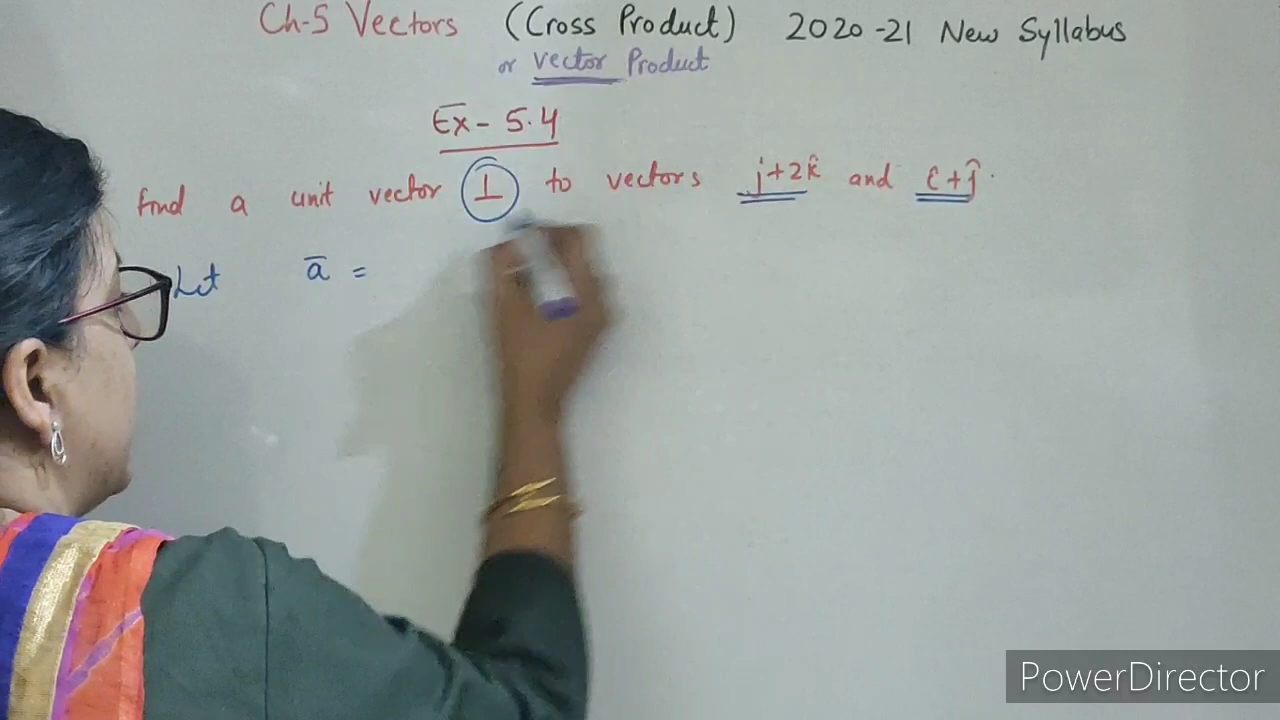 Ch-5 Vectors (Cross Product) 2020-21 New Syllabus
or vector Product
Ex - 5.4
find a unit vector ⊥ to vectors j+2k̂ and î+ĵ.
Let a̅ =
PowerDirector